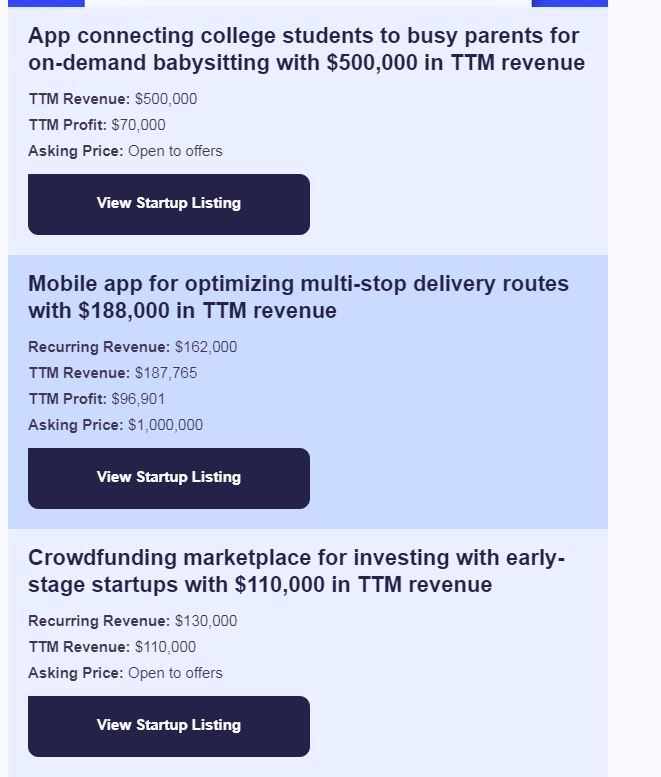 App connecting college students to busy parents for
on-demand babysitting with $500,000 in TTM revenue
TTM Revenue: $500,000
TTM Profit: $70,000
Asking Price: Open to offers
View Startup Listing
Mobile app for optimizing multi-stop delivery routes
with $188,000 in TTM revenue
Recurring Revenue: $162,000
TTM Revenue: $187,765
TTM Profit: $96,901
Asking Price: $1,000,000
View Startup Listing
Crowdfunding marketplace for investing with early-
stage startups with $110,000 in TTM revenue
Recurring Revenue: $130,000
TTM Revenue: $110,000
Asking Price: Open to offers
View Startup Listing